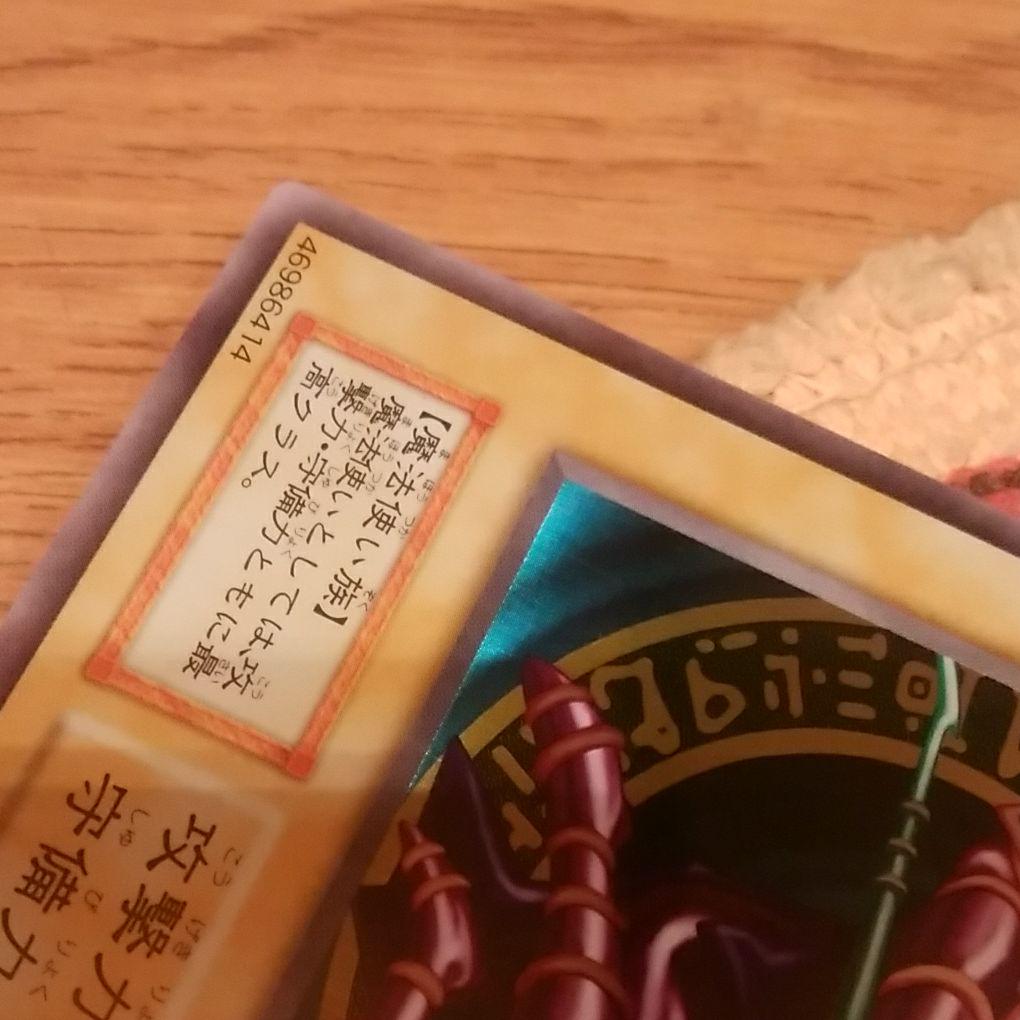 【魔法使い族】
魔法使いとしては、攻
撃力・守備力ともに最
高クラス。
46986414
攻撃力
守備力